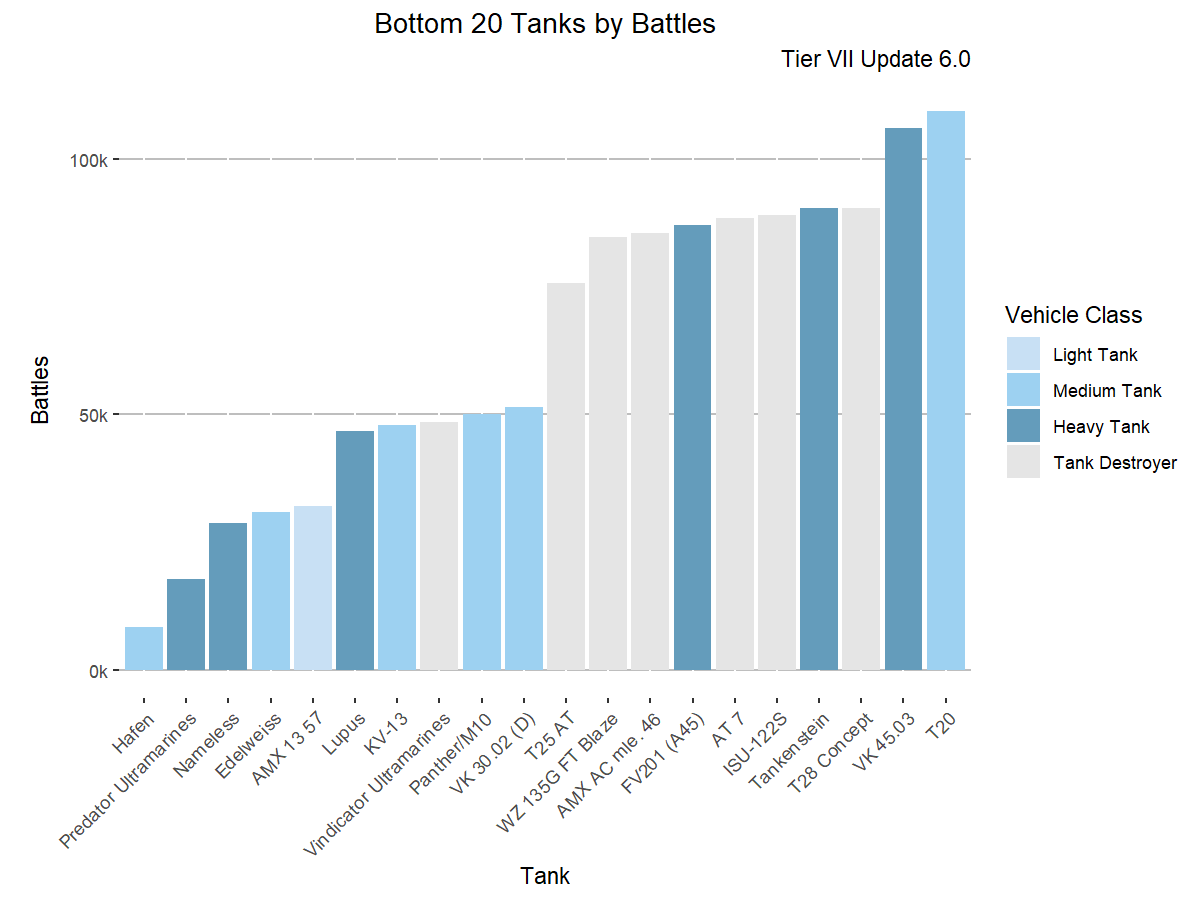 Bottom 20 Tanks by Battles
Tier VII Update 6.0
Battles
100k
50k
0k
Hafen
Predator Ultramarines
Nameless
Edelweiss
AMX 13 57
Lupus
KV-13
Vindicator Ultramarines
Panther/M10
VK 30.02 (D)
T25 AT
WZ 135G FT Blaze
AMX AC mle. 46
FV201 (A45)
AT 7
ISU-122S
Tankenstein
T28 Concept
VK 45.03
T20
Tank
Vehicle Class
Light Tank
Medium Tank
Heavy Tank
Tank Destroyer